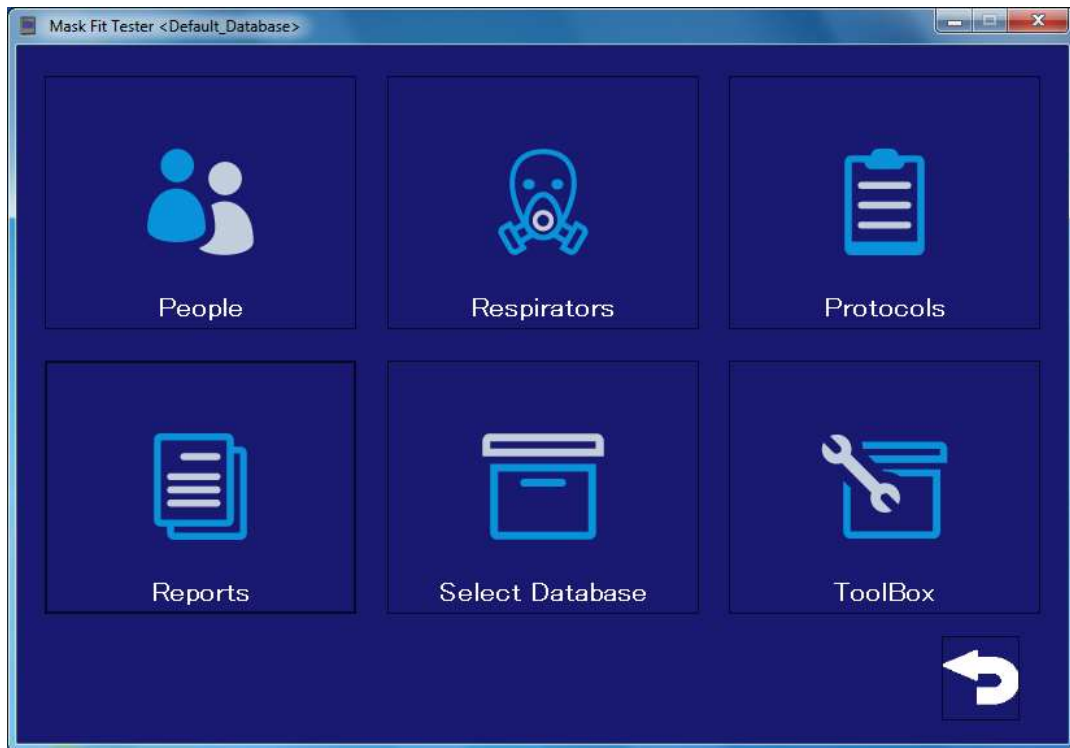 Mask Fit Tester <Default_Database>
People
Respirators
Protocols
Reports
Select Database
ToolBox